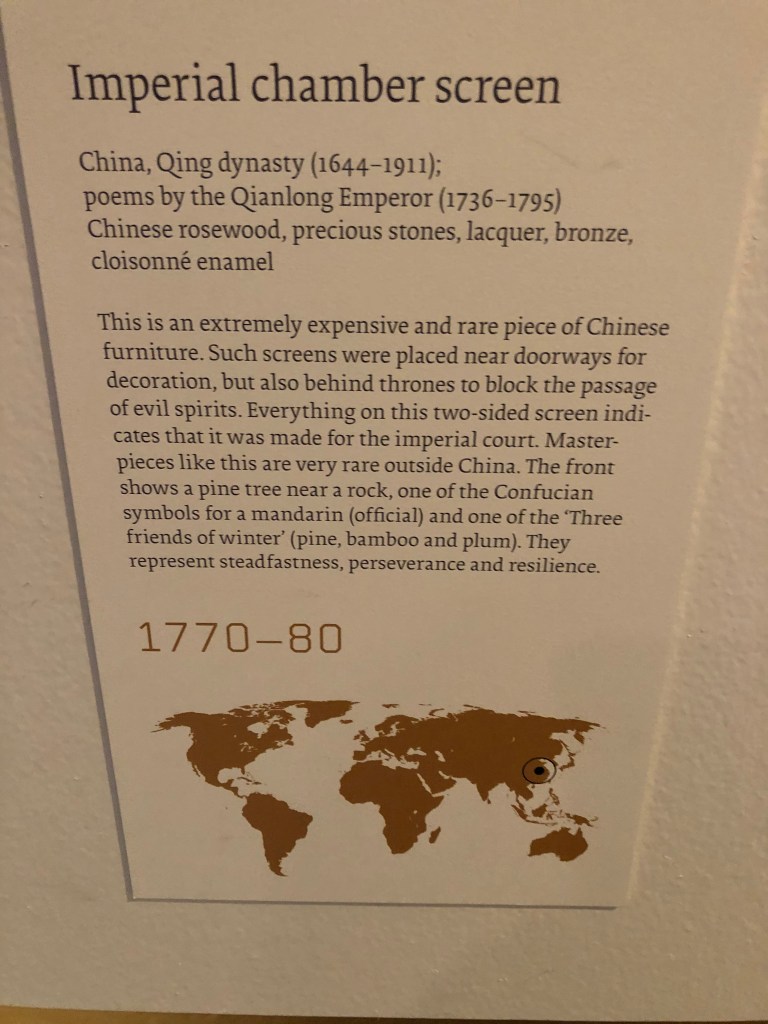 Imperial chamber screen
China, Qing dynasty (1644–1911);
poems by the Qianlong Emperor (1736–1795)
Chinese rosewood, precious stones, lacquer, bronze,
cloisonné enamel
This is an extremely expensive and rare piece of Chinese
furniture. Such screens were placed near doorways for
decoration, but also behind thrones to block the passage
of evil spirits. Everything on this two-sided screen indi-
cates that it was made for the imperial court. Master-
pieces like this are very rare outside China. The front
shows a pine tree near a rock, one of the Confucian
symbols for a mandarin (official) and one of the ‘Three
friends of winter’ (pine, bamboo and plum). They
represent steadfastness, perseverance and resilience.
1770–80